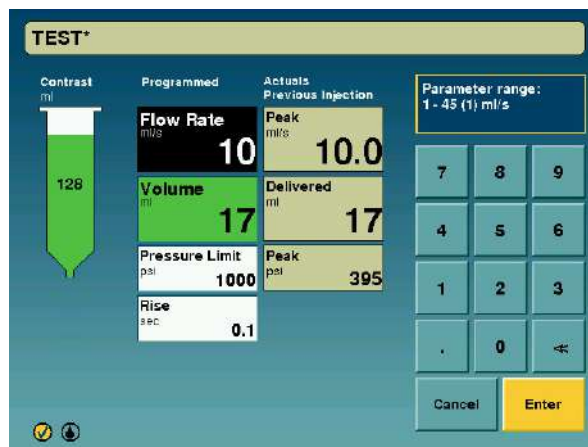 TEST*
Contrast
ml
128
Programmed
Actuals
Previous Injection
Flow Rate
ml/s
10
Peak
ml/s
10.0
Volume
ml
17
Delivered
ml
17
Pressure Limit
psi
1000
Peak
psi
395
Rise
sec
0.1
Parameter range:
1 - 45 (1) ml/s
7 8 9
4 5 6
1 2 3
. 0 <<
Cancel Enter